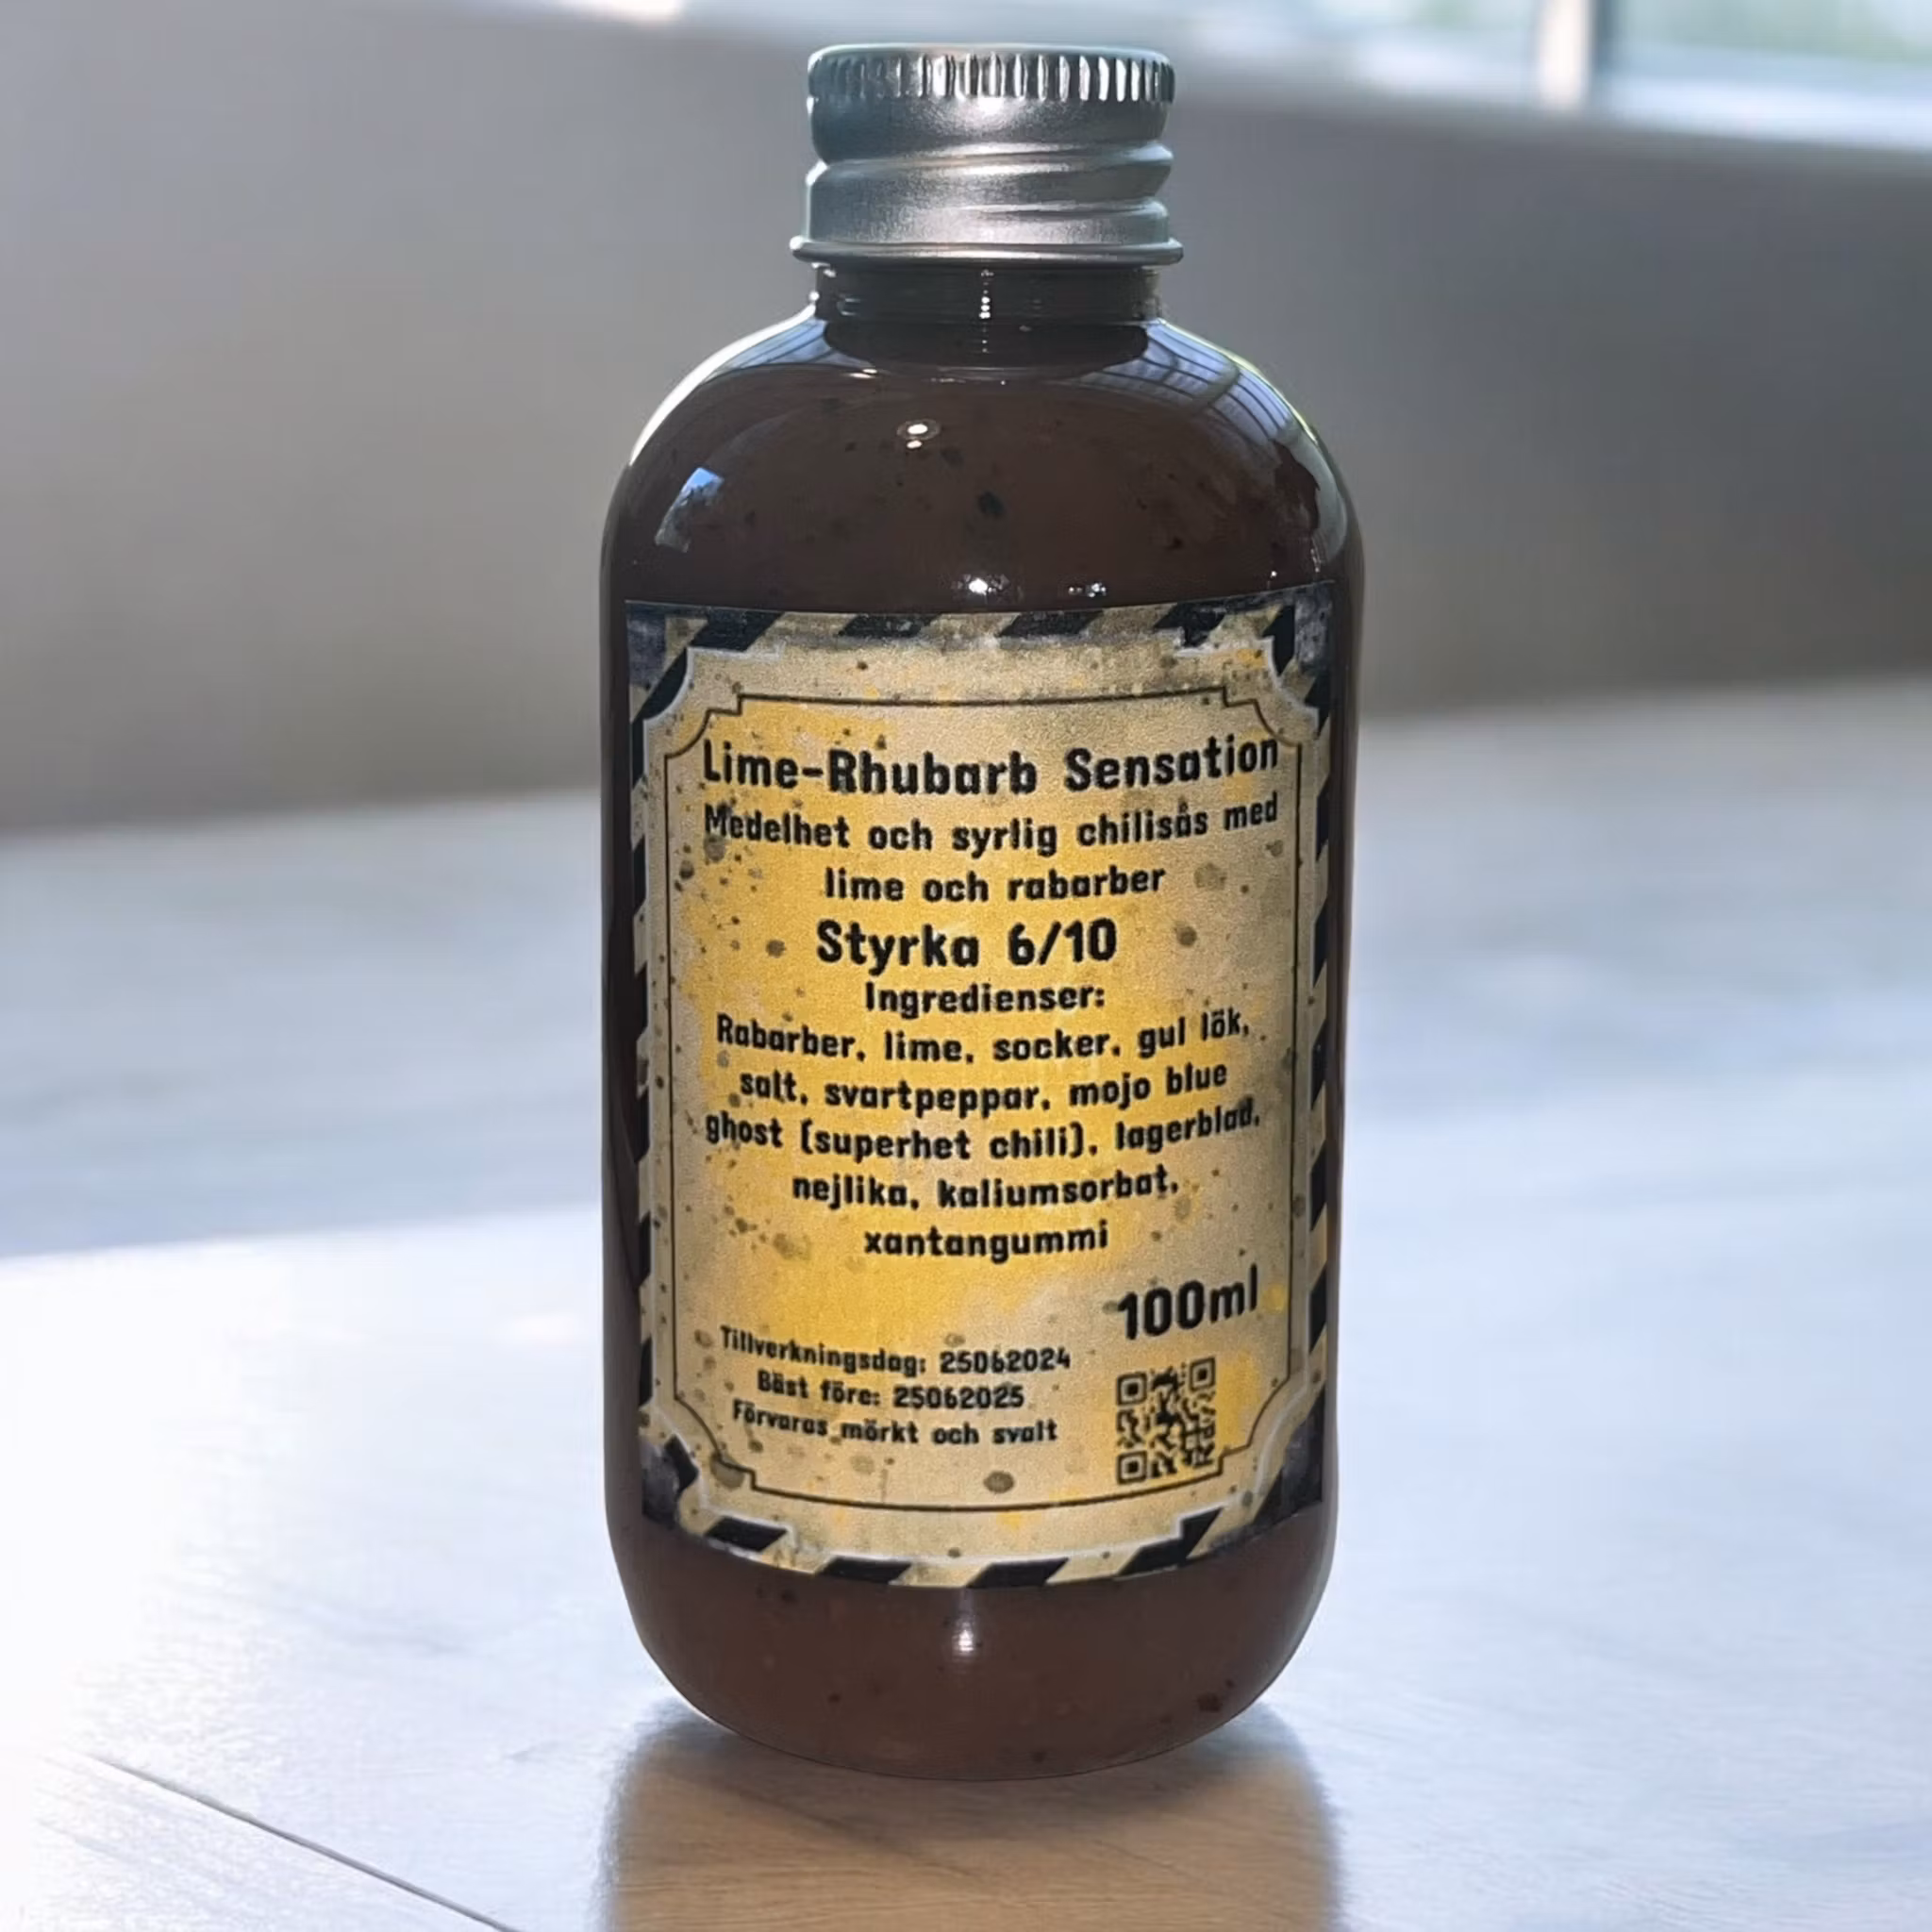 Lime-Rhubarb Sensation
Medelhet och syrlig chilisås med
lime och rabarber
Styrka 6/10
Ingredienser:
Rabarber, lime, socker, gul lök,
salt, svartpeppar, mojo blue
ghost (superhet chili), lagerblad,
nejlika, kaliumsorbat,
xantangummi
100ml
Tillverkningsdag: 25062024
Bäst före: 25062025
Förvaras mörkt och svalt